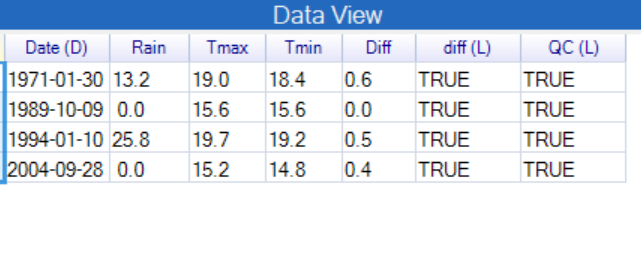 Data View
Date (D) Rain Tmax Tmin Diff diff (L) QC (L)
1971-01-30 13.2 19.0 18.4 0.6 TRUE TRUE
1989-10-09 0.0 15.6 15.6 0.0 TRUE TRUE
1994-01-10 25.8 19.7 19.2 0.5 TRUE TRUE
2004-09-28 0.0 15.2 14.8 0.4 TRUE TRUE